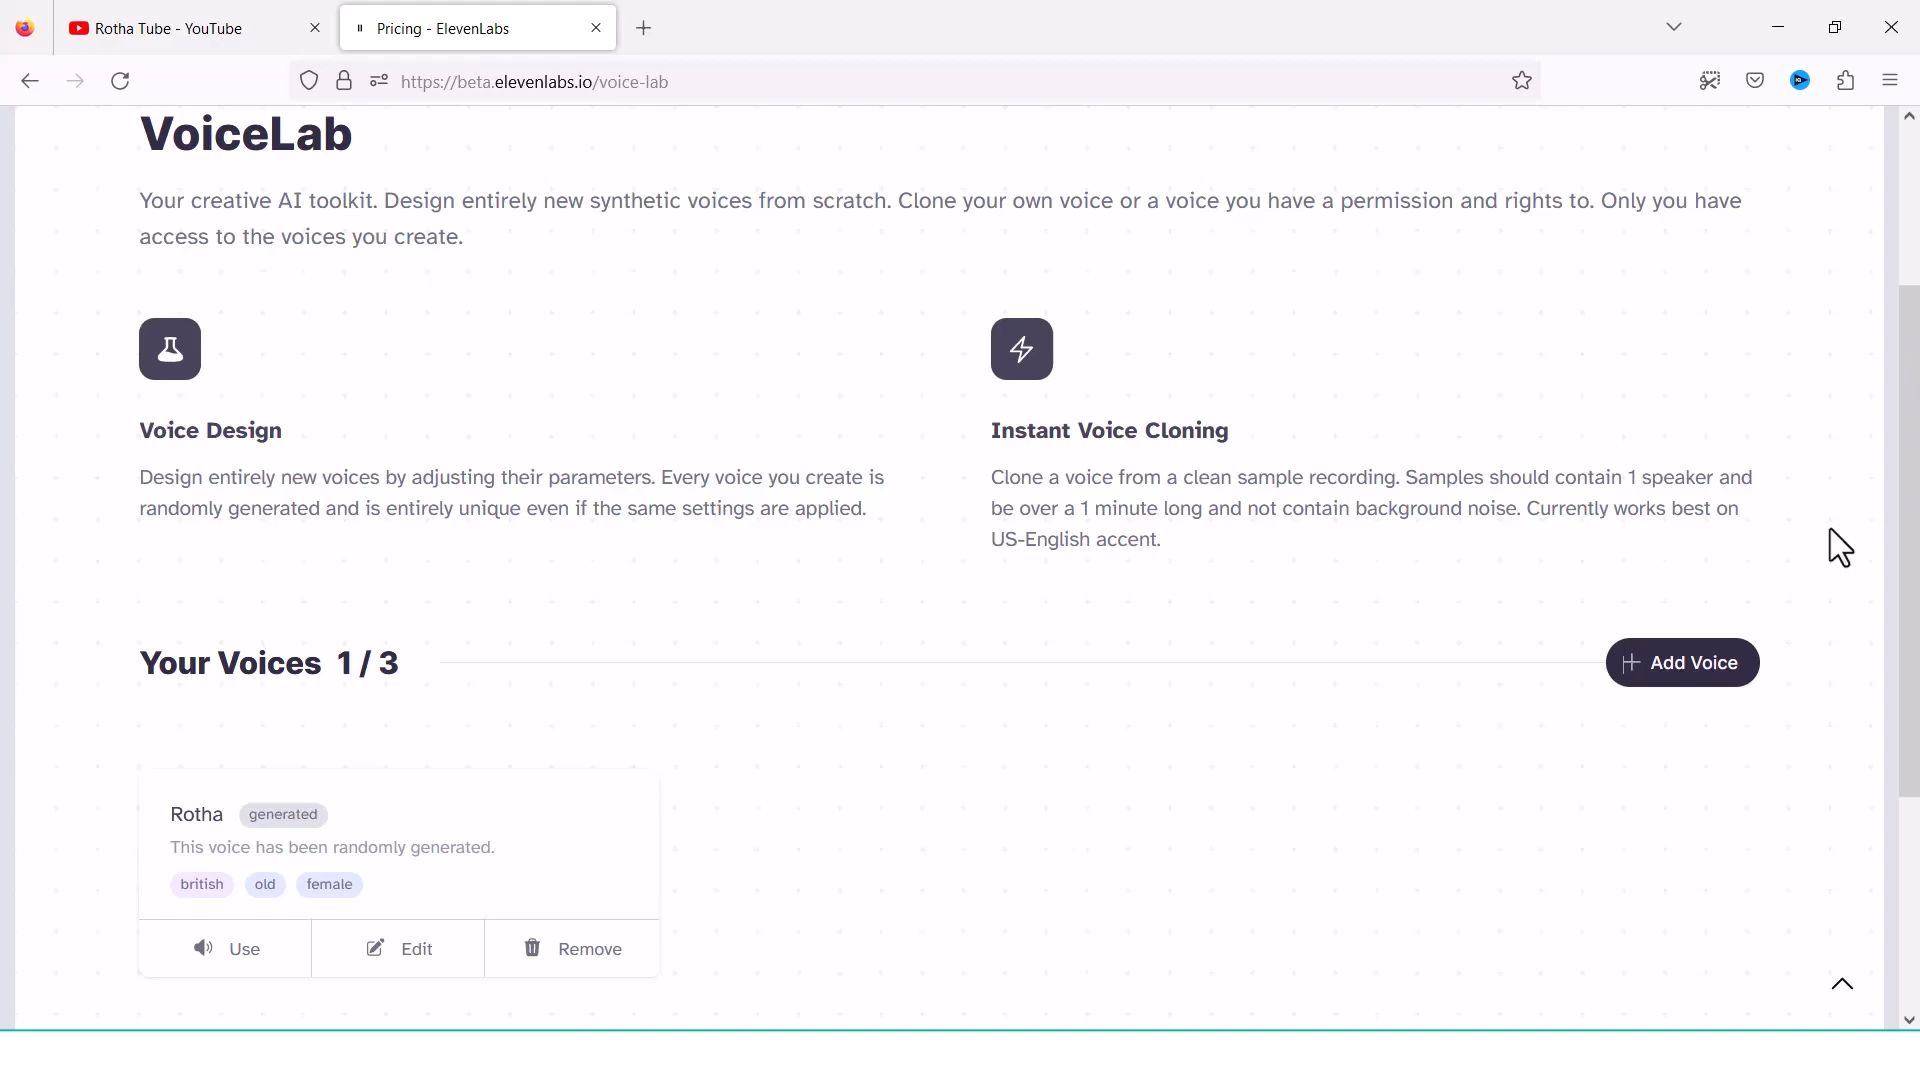 Rotha Tube - YouTube
Pricing - ElevenLabs
https://beta.elevenlabs.io/voice-lab
VoiceLab
Your creative AI toolkit. Design entirely new synthetic voices from scratch. Clone your own voice or a voice you have a permission and rights to. Only you have
access to the voices you create.
Voice Design
Design entirely new voices by adjusting their parameters. Every voice you create is
randomly generated and is entirely unique even if the same settings are applied.
Instant Voice Cloning
Clone a voice from a clean sample recording. Samples should contain 1 speaker and
be over a 1 minute long and not contain background noise. Currently works best on
US-English accent.
Your Voices 1 / 3
Add Voice
Rotha generated
This voice has been randomly generated.
british old female
Use Edit Remove